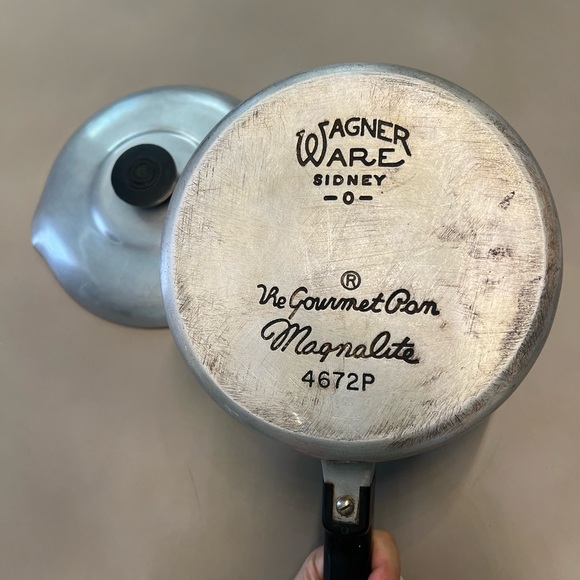 WAGNER
WARE
SIDNEY
-O-
®
The Gourmet Pan
Magnalite
4672P